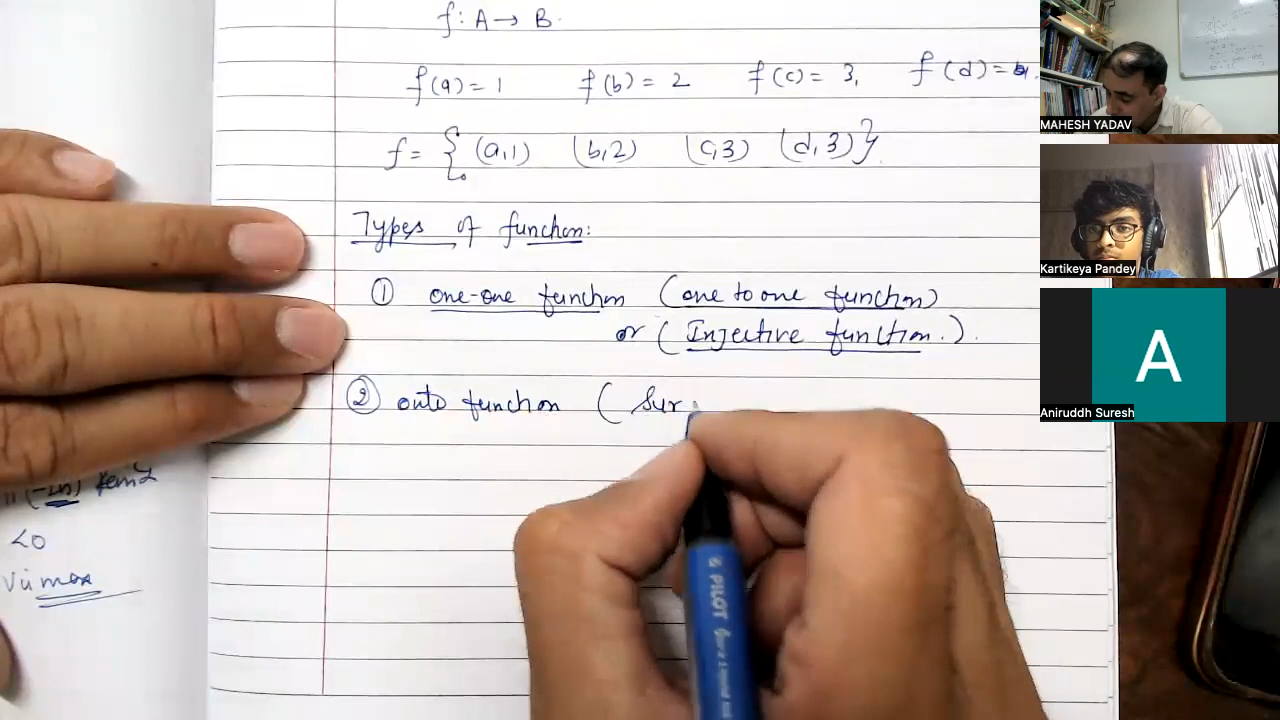 f: A → B.
f(a) = 1 f(b) = 2 f(c) = 3, f(d) =
f = { (a,1) (b,2) (c,3) (d,3) }
Types of function:
① one-one function (one to one function)
or (Injective function.).
② onto function ( Sur
<0
PILOT
MAHESH YADAV
Kartikeya Pandey
A
Aniruddh Suresh